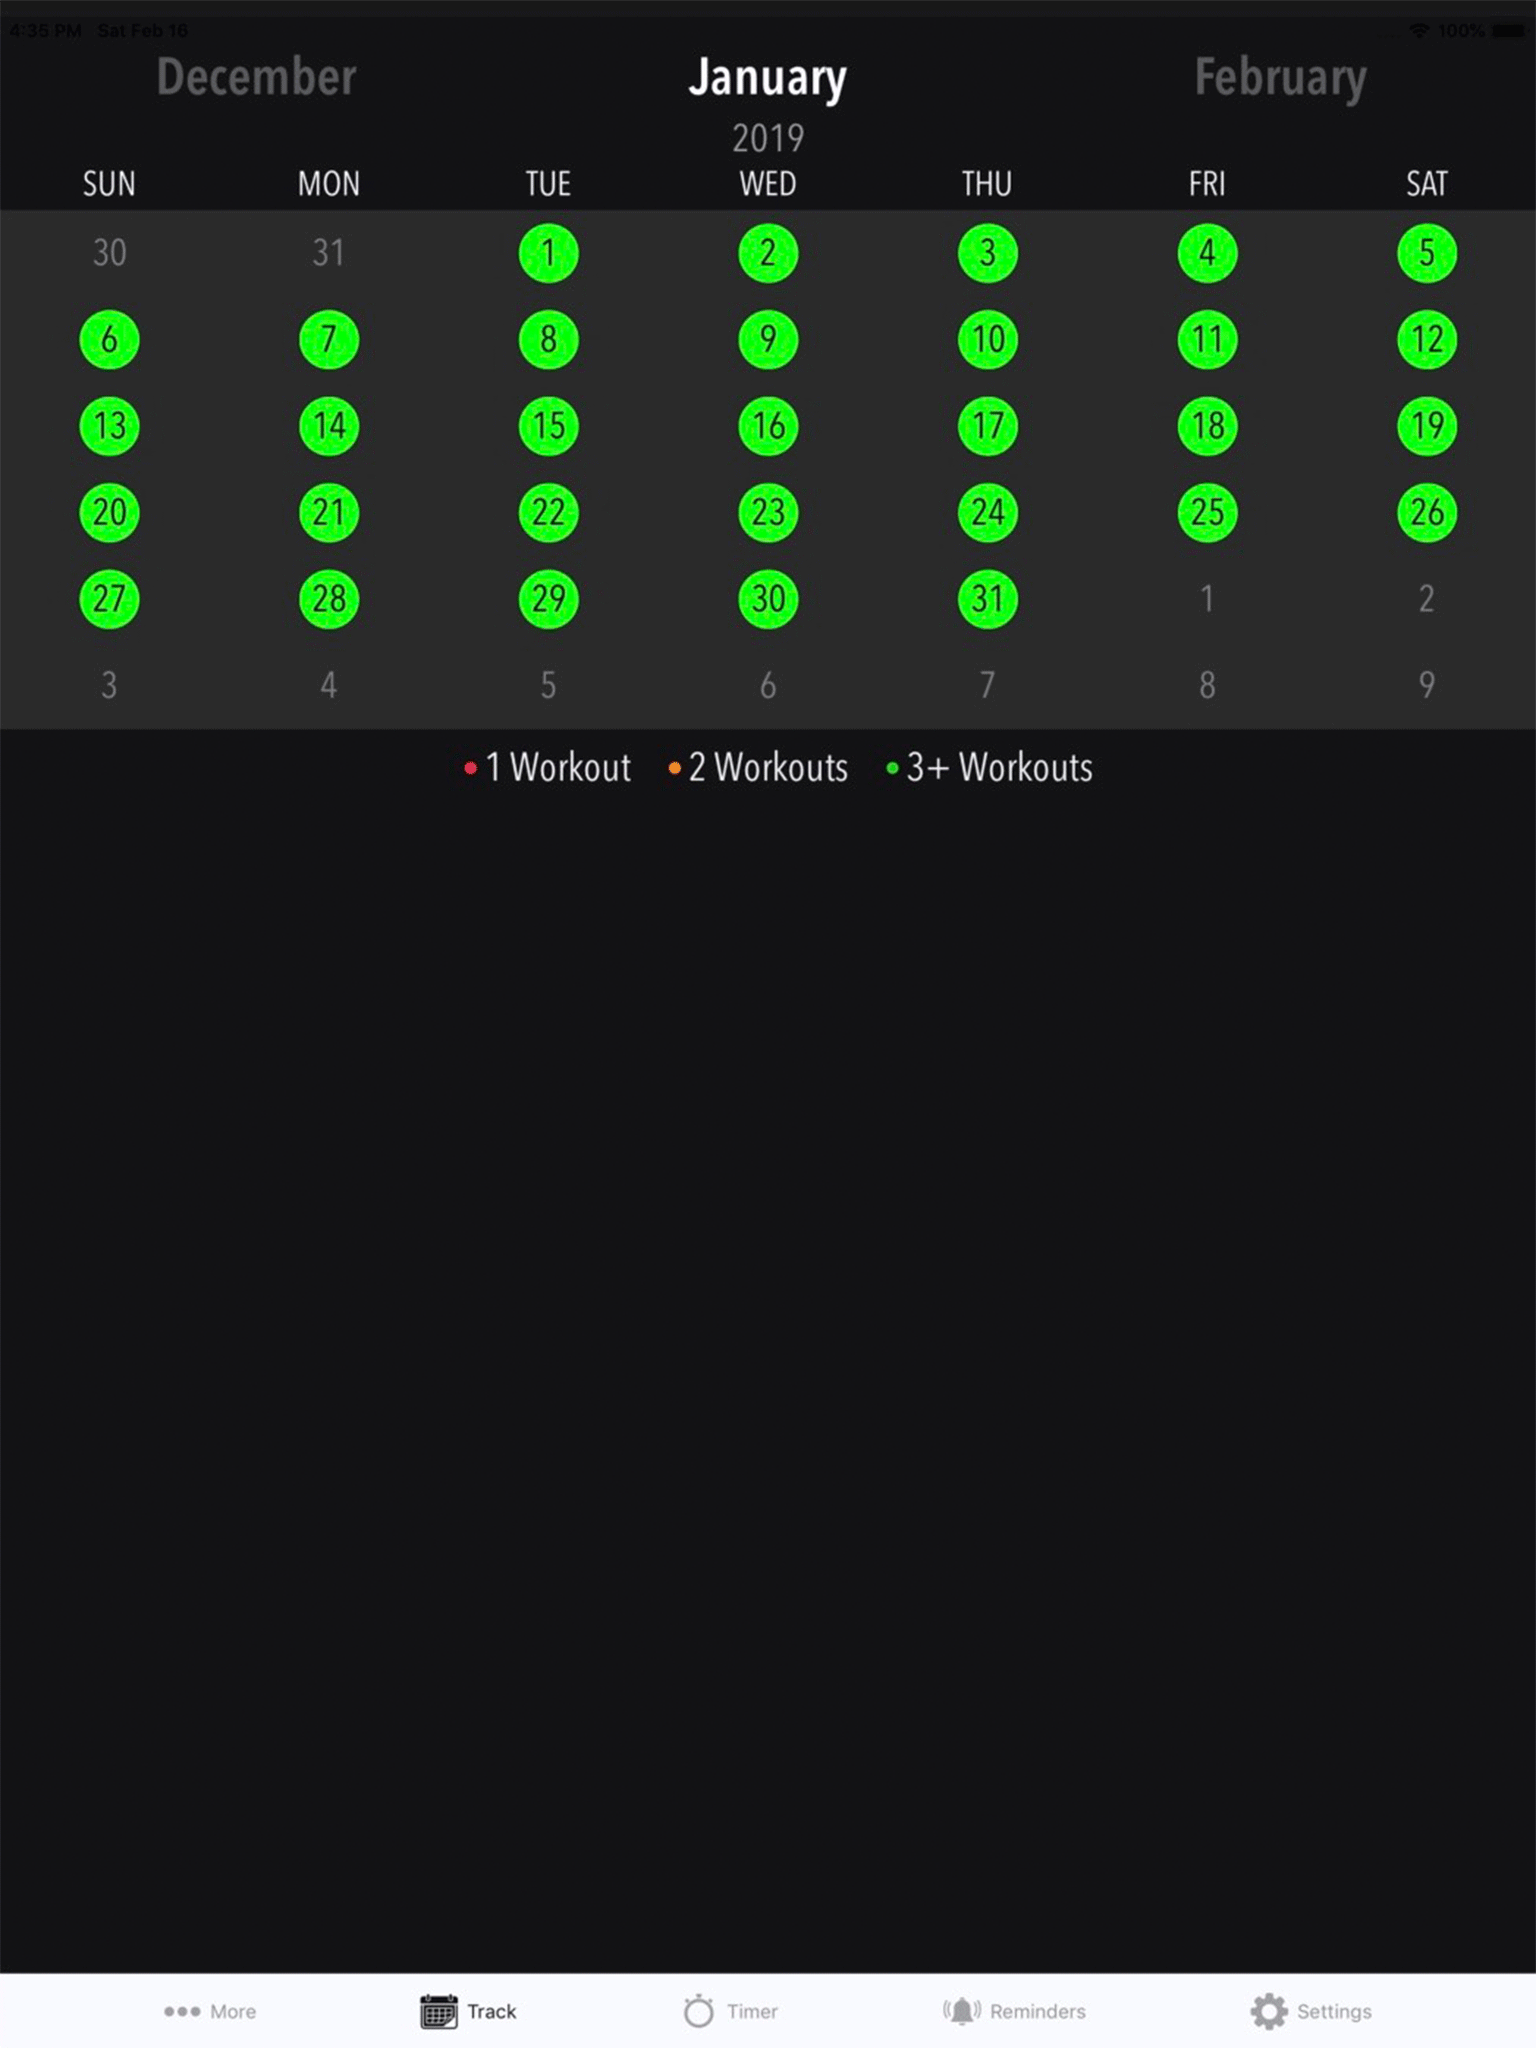 4:35 PM Sat Feb 16 100%
December January February
2019
SUN MON TUE WED THU FRI SAT
30 31 1 2 3 4 5
6 7 8 9 10 11 12
13 14 15 16 17 18 19
20 21 22 23 24 25 26
27 28 29 30 31 1 2
3 4 5 6 7 8 9
1 Workout 2 Workouts 3+ Workouts
More Track Timer Reminders Settings